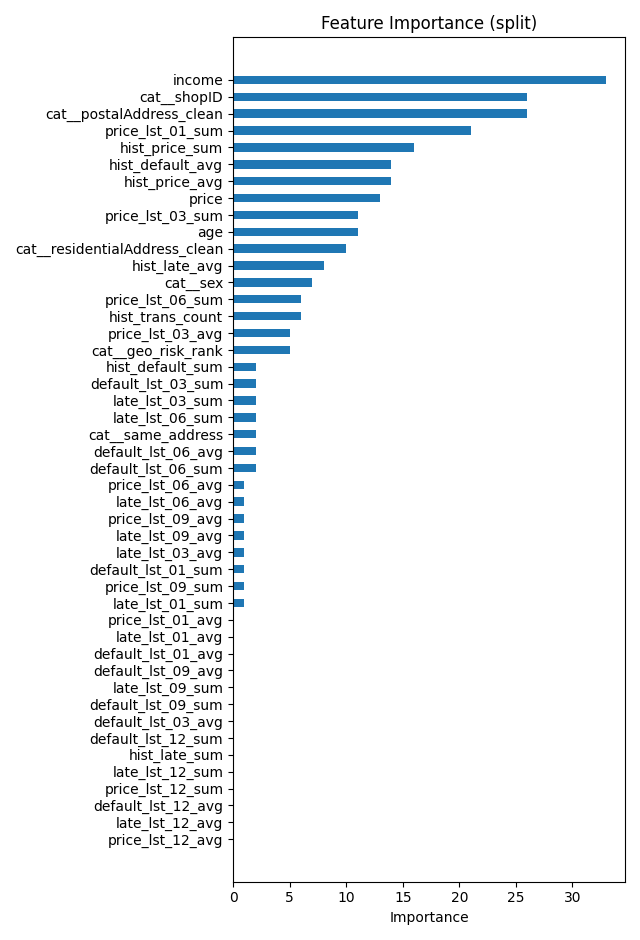 Feature Importance (split)
income
cat__shopID
cat__postalAddress_clean
price_lst_01_sum
hist_price_sum
hist_default_avg
hist_price_avg
price
price_lst_03_sum
age
cat__residentialAddress_clean
hist_late_avg
cat__sex
price_lst_06_sum
hist_trans_count
price_lst_03_avg
cat__geo_risk_rank
hist_default_sum
default_lst_03_sum
late_lst_03_sum
late_lst_06_sum
cat__same_address
default_lst_06_avg
default_lst_06_sum
price_lst_06_avg
late_lst_06_avg
price_lst_09_avg
late_lst_09_avg
late_lst_03_avg
default_lst_01_sum
price_lst_09_sum
late_lst_01_sum
price_lst_01_avg
late_lst_01_avg
default_lst_01_avg
default_lst_09_avg
late_lst_09_sum
default_lst_09_sum
default_lst_03_avg
default_lst_12_sum
hist_late_sum
late_lst_12_sum
price_lst_12_sum
default_lst_12_avg
late_lst_12_avg
price_lst_12_avg
0 5 10 15 20 25 30
Importance